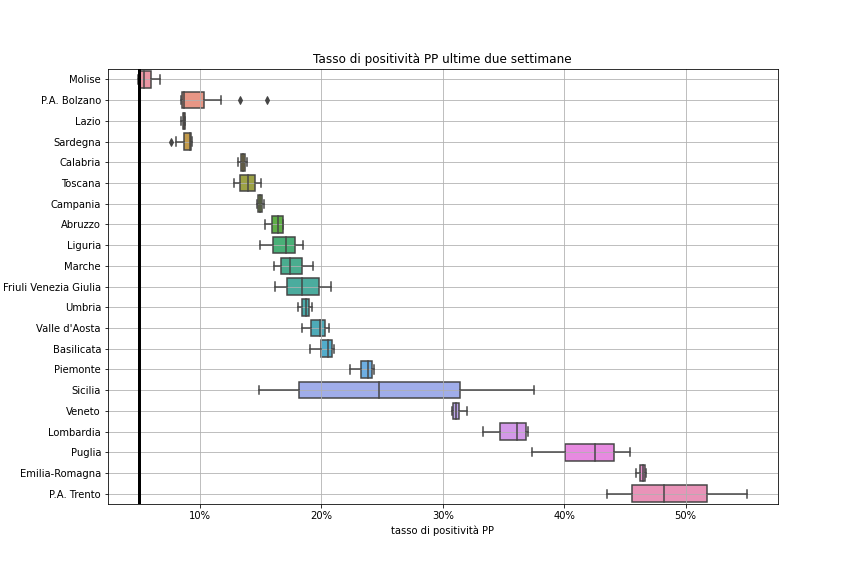 Tasso di positività PP ultime due settimane
Molise
P.A. Bolzano
Lazio
Sardegna
Calabria
Toscana
Campania
Abruzzo
Liguria
Marche
Friuli Venezia Giulia
Umbria
Valle d'Aosta
Basilicata
Piemonte
Sicilia
Veneto
Lombardia
Puglia
Emilia-Romagna
P.A. Trento
10% 20% 30% 40% 50%
tasso di positività PP